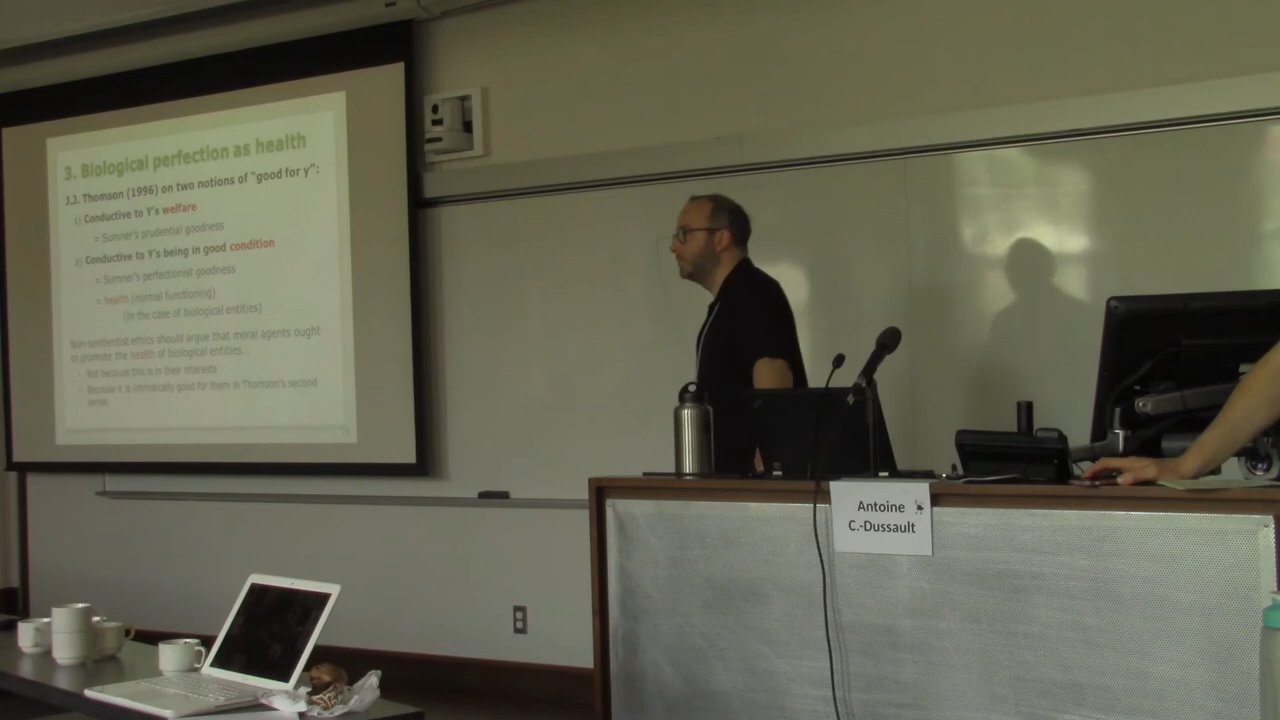 3. Biological perfection as health
J.J. Thomson (1996) on two notions of "good for y":
1) Conductive to Y's welfare
= Sumner's prudential goodness
2) Conductive to Y's being in good condition
= Sumner's perfectionist goodness
= health (normal functioning)
(in the case of biological entities)
Non-sentientist ethics should argue that moral agents ought
to promote the health of biological entities.
- Not because this is in their interests
- Because it is intrinsically good for them in Thomson's second
sense.
Antoine
C.-Dussault